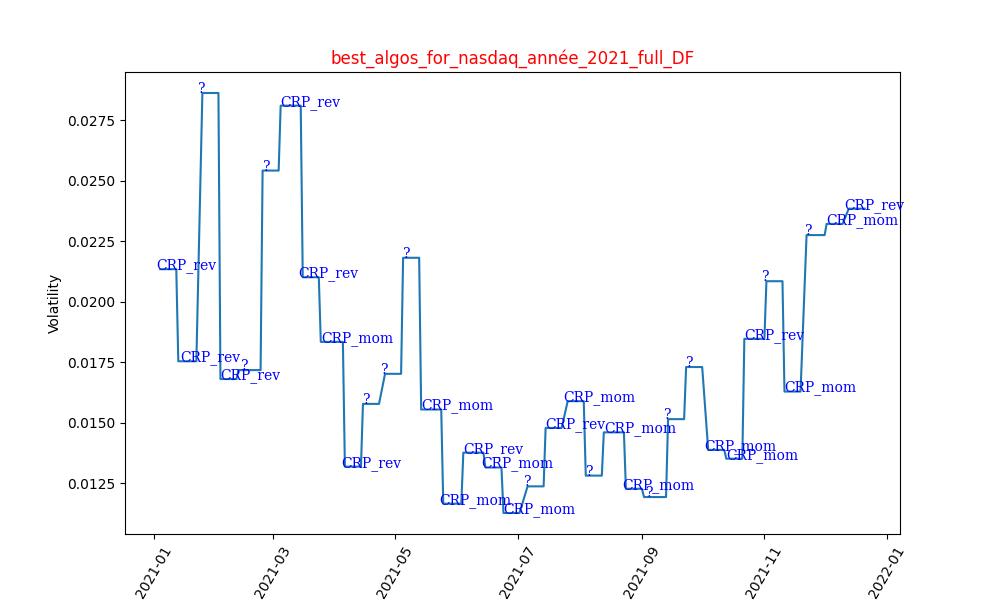 best_algos_for_nasdaq_année_2021_full_DF
Volatility
0.0275
0.0250
0.0225
0.0200
0.0175
0.0150
0.0125
CRP_rev
CRP_rev
?
CRP_rev
?
?
CRP_rev
CRP_rev
CRP_mom
CRP_rev
?
?
?
CRP_mom
CRP_mom
CRP_rev
CRP_mom
CRP_mom
?
CRP_rev
CRP_mom
?
CRP_mom
CRP_mom
?
?
?
CRP_mom
CRP_mom
CRP_rev
?
CRP_mom
?
CRP_mom
CRP_rev
2021-01
2021-03
2021-05
2021-07
2021-09
2021-11
2022-01